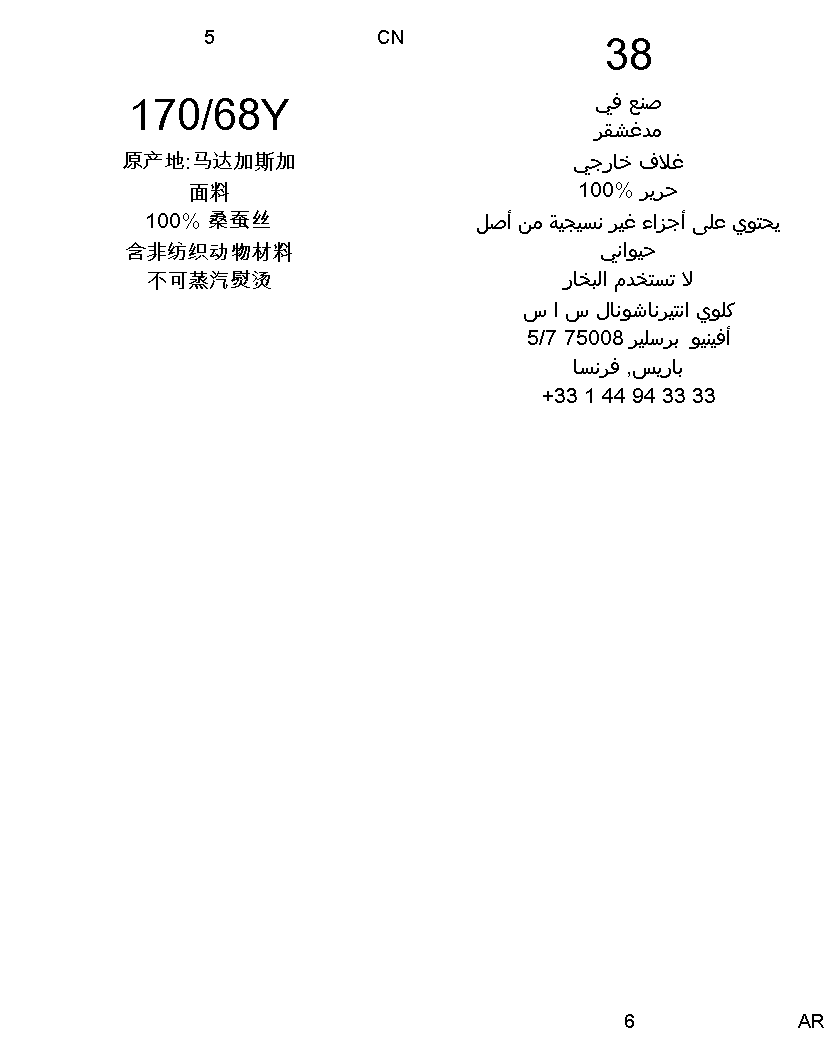 5
CN
170/68Y
原产地:马达加斯加
面料
100% 桑蚕丝
含非纺织动物材料
不可蒸汽熨烫
38
صنع في
مدغشقر
غلاف خارجي
حرير %100
يحتوي على أجزاء غير نسيجية من أصل
حيواني
لا تستخدم البخار
كلوي انتيرناشونال س ا س
أفينيو برسلير 75008 5/7
باريس, فرنسا
+33 1 44 94 33 33
6
AR